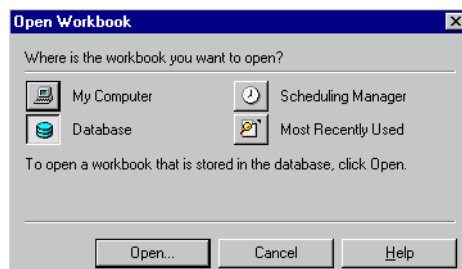 Open Workbook
Where is the workbook you want to open?
My Computer
Scheduling Manager
Database
Most Recently Used
To open a workbook that is stored in the database, click Open.
Open...
Cancel
Help